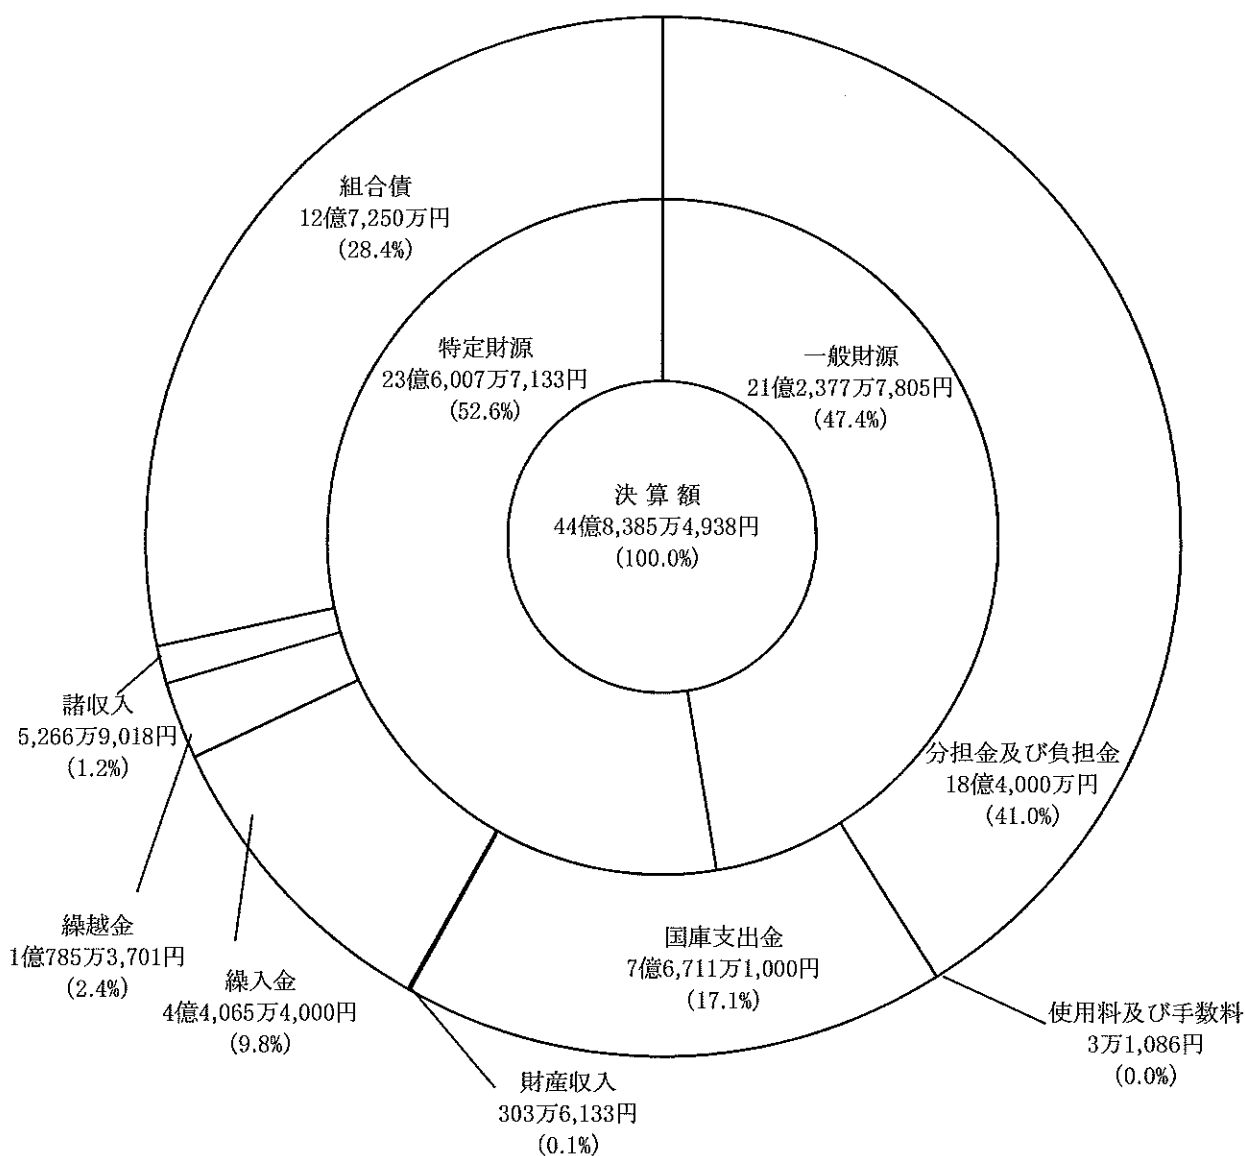 組合債
12億7,250万円
(28.4%)
特定財源
23億6,007万7,133円
(52.6%)
一般財源
21億2,377万7,805円
(47.4%)
決算額
44億8,385万4,938円
(100.0%)
諸収入
5,266万9,018円
(1.2%)
分担金及び負担金
18億4,000万円
(41.0%)
繰越金
1億785万3,701円
(2.4%)
繰入金
4億4,065万4,000円
(9.8%)
国庫支出金
7億6,711万1,000円
(17.1%)
使用料及び手数料
3万1,086円
(0.0%)
財産収入
303万6,133円
(0.1%)